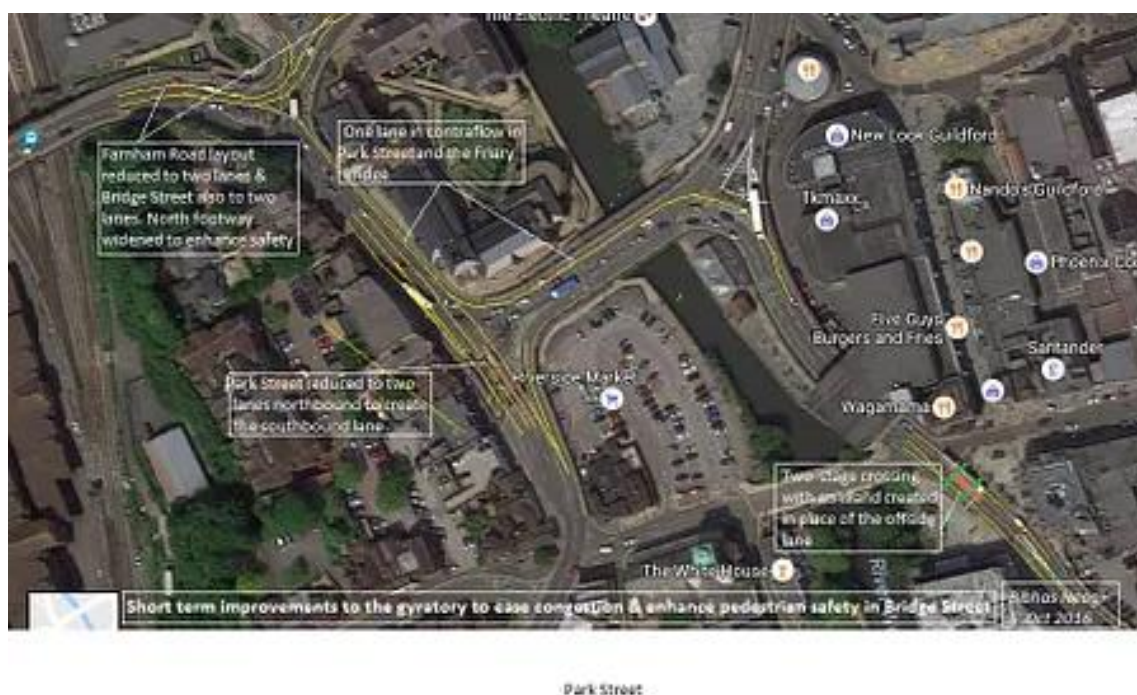 The Electric Theatre
New Look Guildford
One lane in contraflow in
Park Street and the Friary
Farnham Road layout
reduced to two lanes &
Bridge Street also to two
lanes. North footway
widened to enhance safety
Nando's Guildford
Tkmaxx
Phoenix
Five Guys
Burgers and Fries
Santander
Riverside Market
Park Street reduced to two
lanes northbound to create
the southbound lane
Wagamama
Two-stage crossing
with an island created
in place of the offside
lane
The White House
Short term improvements to the gyratory to ease congestion & enhance pedestrian safety in Bridge Street
Oct 2016
Park Street